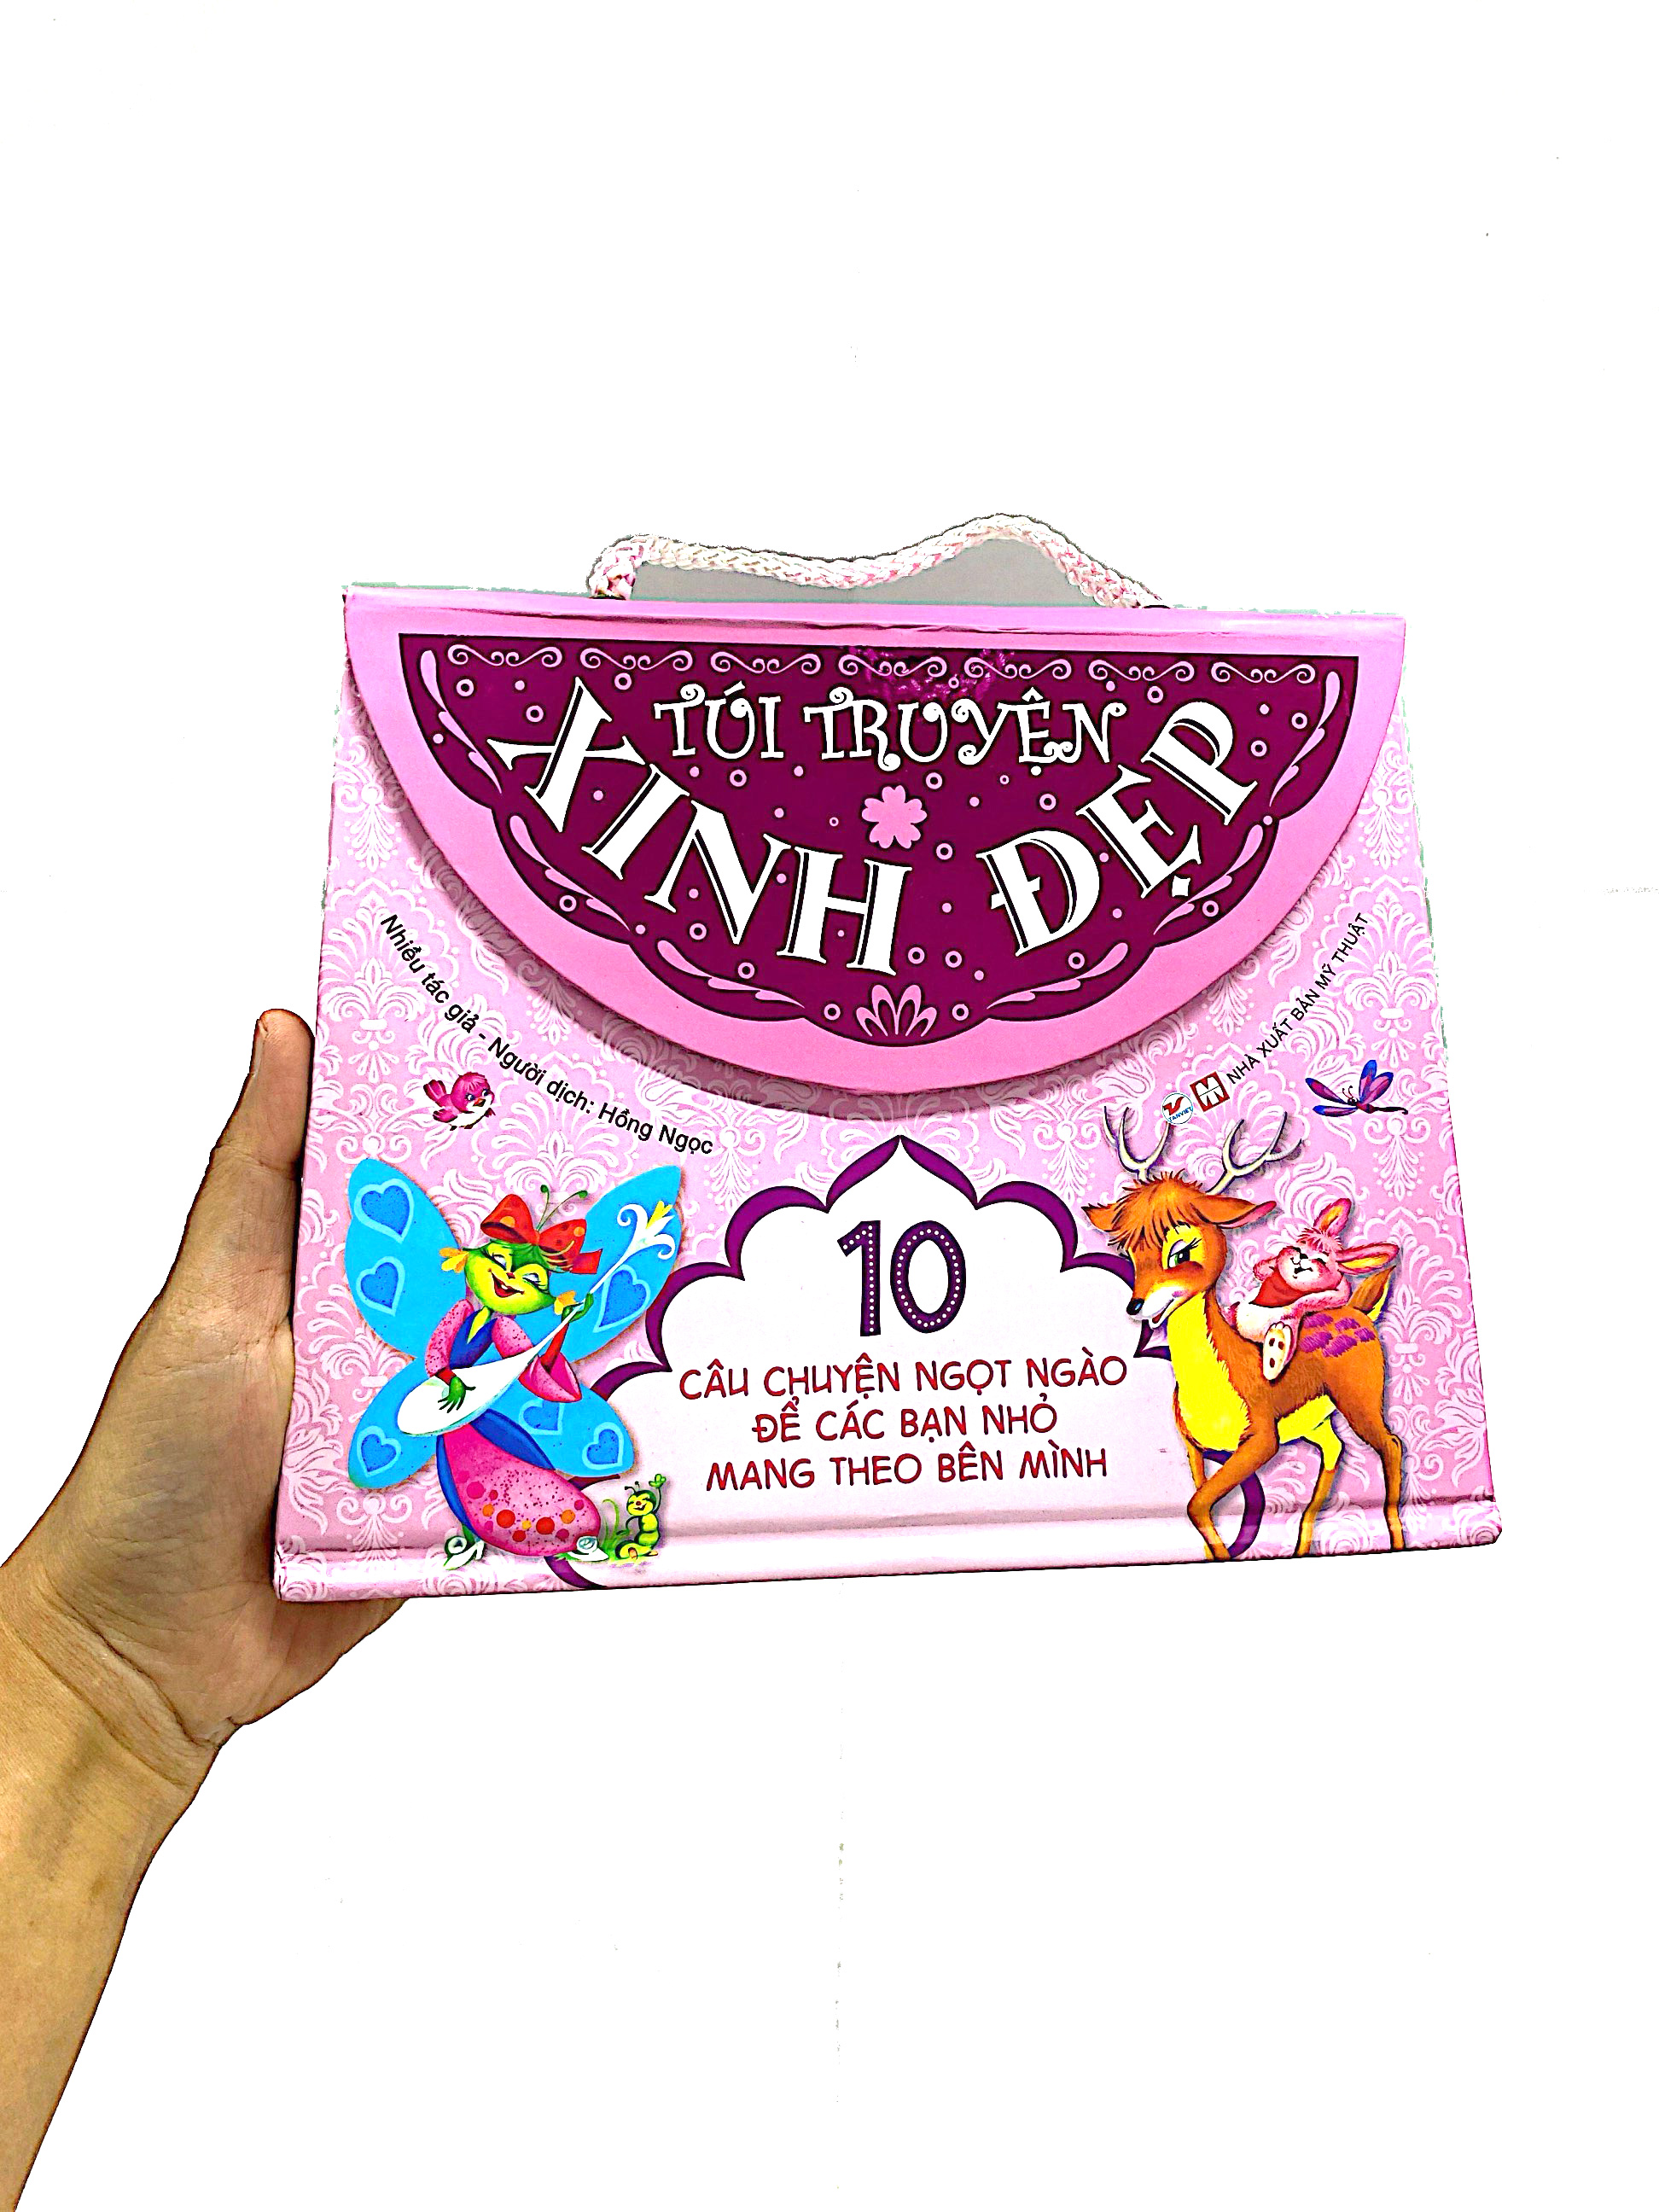 TÚI TRUYỆN
XINH ĐẸP
Nhiều tác giả - Người dịch: Hồng Ngọc
TANVIET
NHÀ XUẤT BẢN MỸ THUẬT
10
CÂU CHUYỆN NGỌT NGÀO
ĐỂ CÁC BẠN NHỎ
MANG THEO BÊN MÌNH